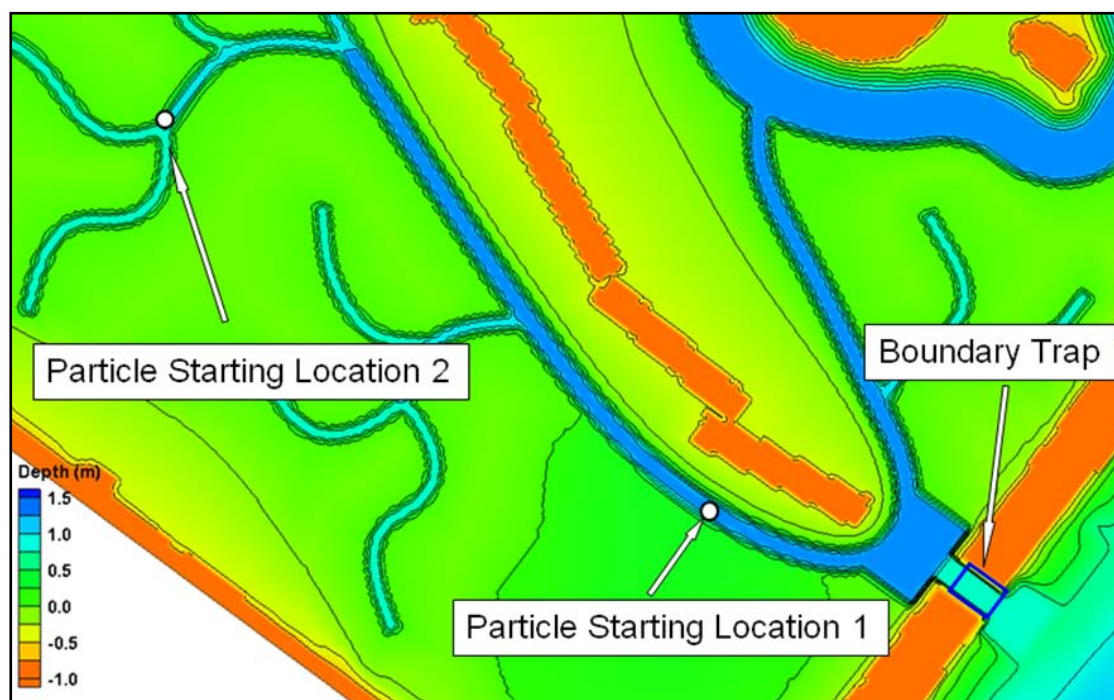 Particle Starting Location 2
Boundary Trap
Particle Starting Location 1
Depth (m)
1.5
1.0
0.5
0.0
-0.5
-1.0